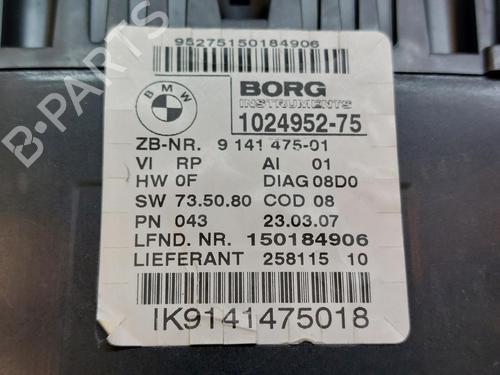 95275150184906
BMW
BORG
INSTRUMENTS
1024952-75
ZB-NR. 9 141 475-01
VI RP AI 01
HW 0F DIAG 08D0
SW 73.50.80 COD 08
PN 043 23.03.07
LFND. NR. 150184906
LIEFERANT 258115 10
IK9141475018
B-PARTS